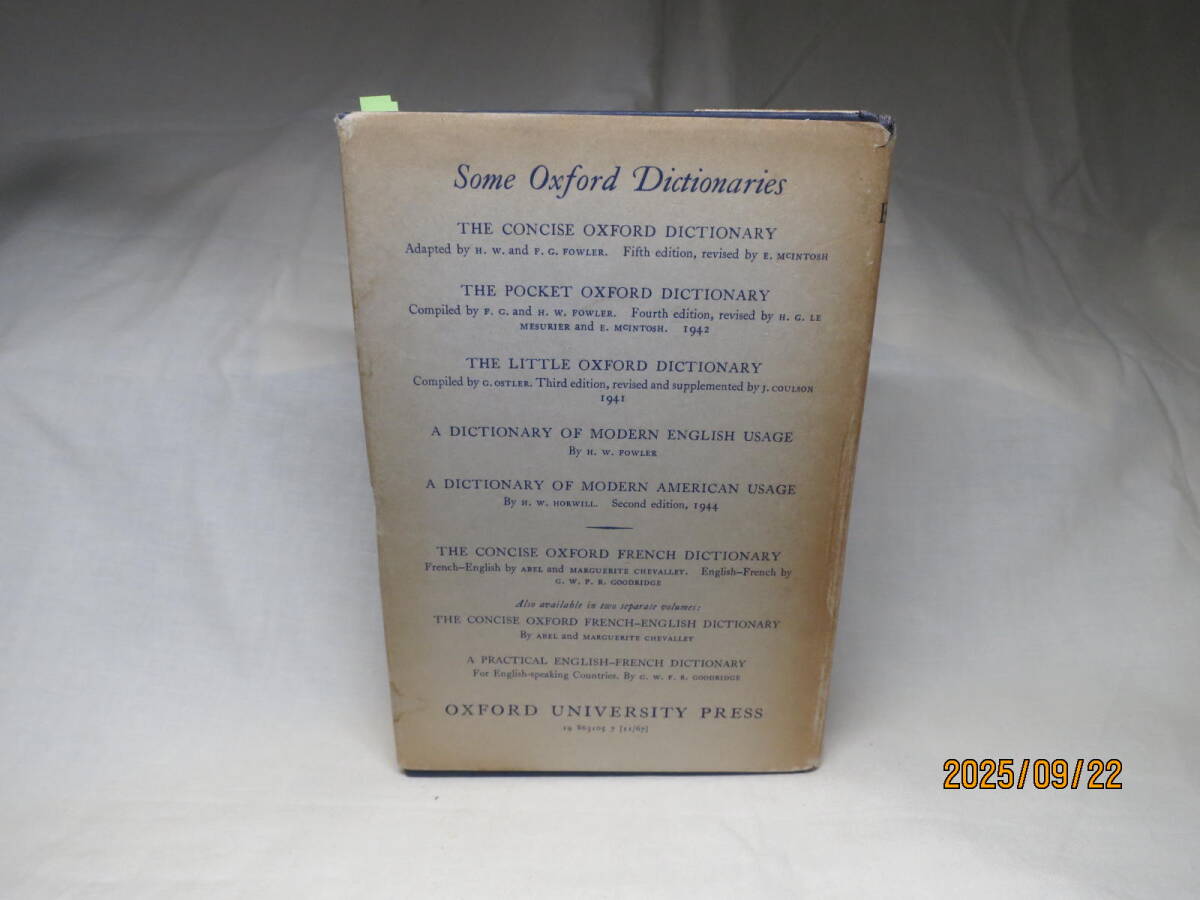 Some Oxford Dictionaries
THE CONCISE OXFORD DICTIONARY
Adapted by H. W. and F. G. FOWLER. Fifth edition, revised by E. MCINTOSH
THE POCKET OXFORD DICTIONARY
Compiled by F. G. and H. W. FOWLER. Fourth edition, revised by H. G. LE
MESURIER and E. MCINTOSH. 1942
THE LITTLE OXFORD DICTIONARY
Compiled by G. OSTLER. Third edition, revised and supplemented by J. COULSON
1941
A DICTIONARY OF MODERN ENGLISH USAGE
By H. W. FOWLER
A DICTIONARY OF MODERN AMERICAN USAGE
By H. W. HORWILL. Second edition, 1944
THE CONCISE OXFORD FRENCH DICTIONARY
French–English by ABEL and MARGUERITE CHEVALLEY. English–French by
G. W. F. R. GOODRIDGE
Also available in two separate volumes:
THE CONCISE OXFORD FRENCH–ENGLISH DICTIONARY
By ABEL and MARGUERITE CHEVALLEY
A PRACTICAL ENGLISH–FRENCH DICTIONARY
For English-speaking Countries. By G. W. F. R. GOODRIDGE
OXFORD UNIVERSITY PRESS
19 863105 7 [11/67]
2025/09/22